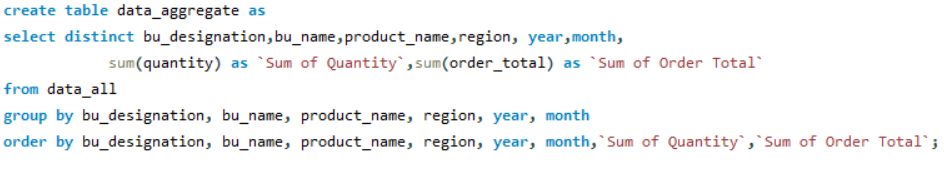 create table data_aggregate as
select distinct bu_designation,bu_name,product_name,region, year,month,
sum(quantity) as `Sum of Quantity`,sum(order_total) as `Sum of Order Total`
from data_all
group by bu_designation, bu_name, product_name, region, year, month
order by bu_designation, bu_name, product_name, region, year, month,`Sum of Quantity`,`Sum of Order Total`;